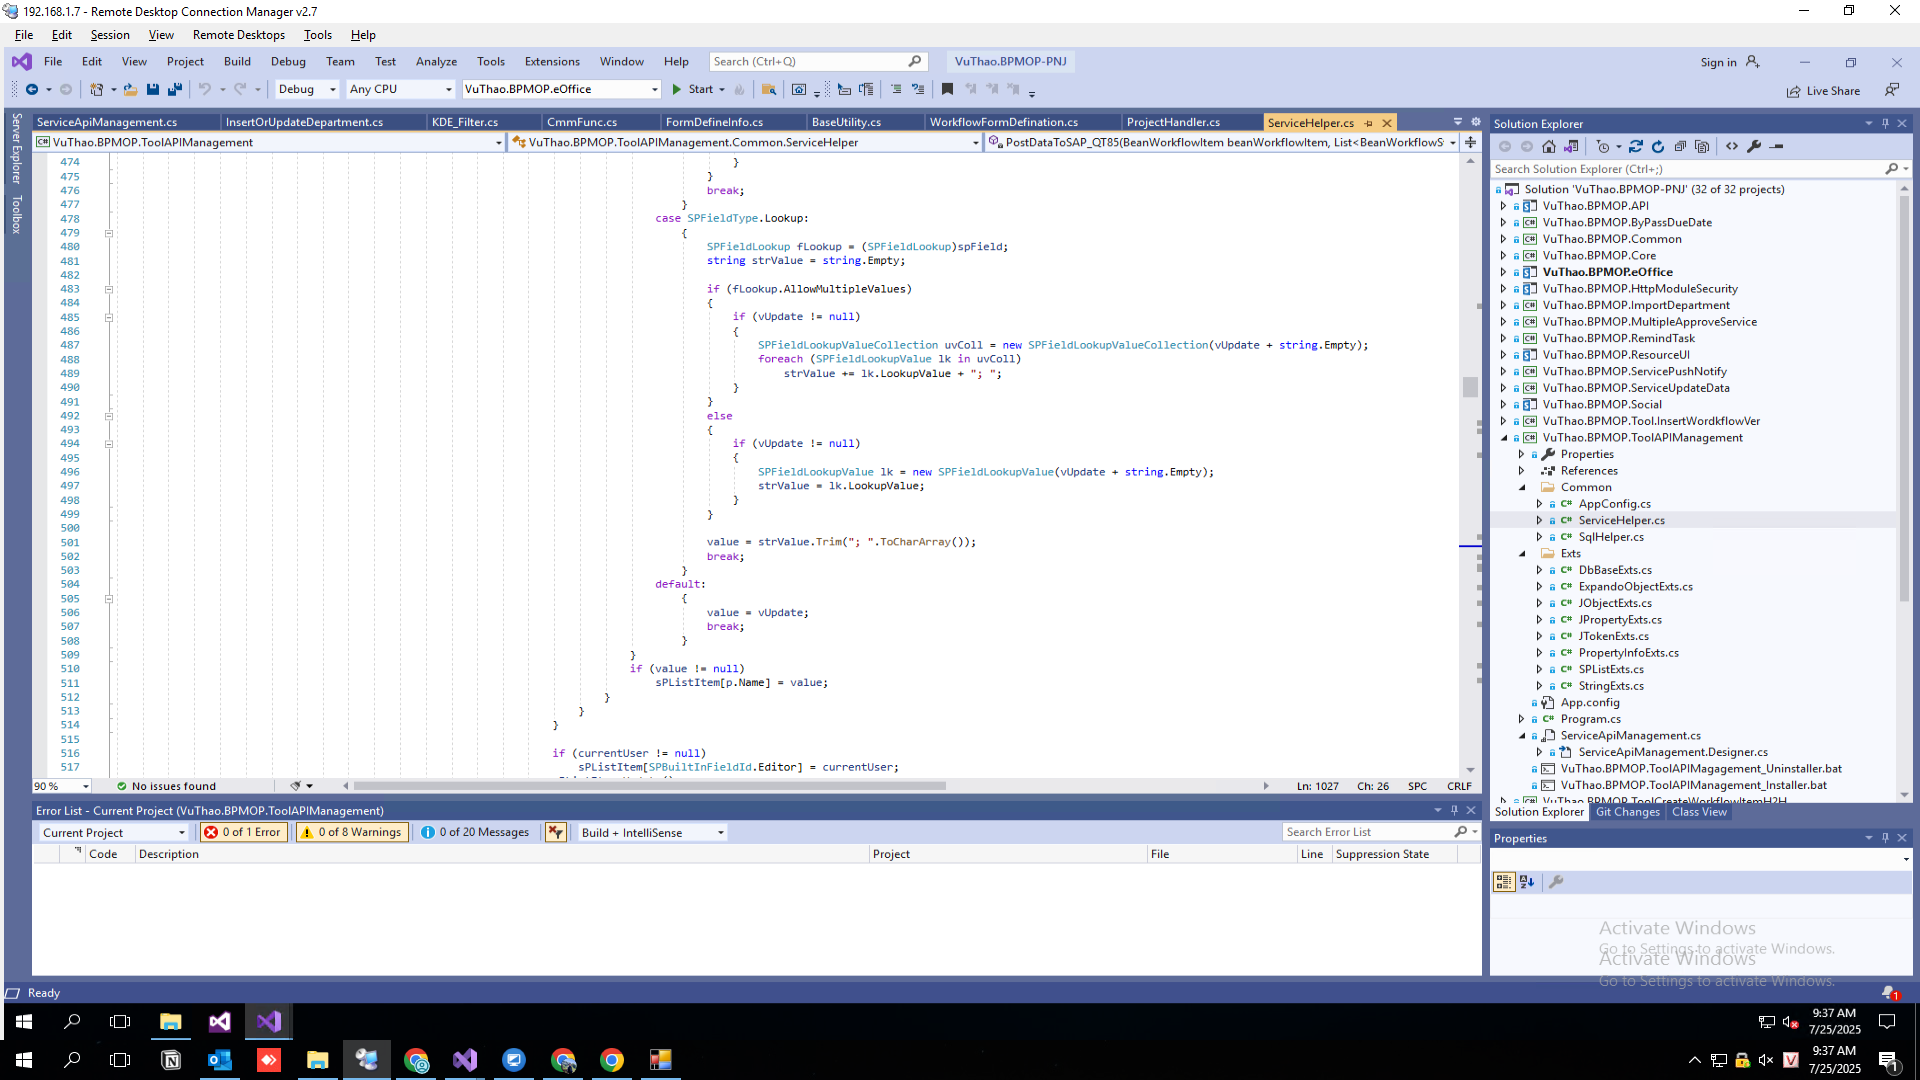 192.168.1.7 - Remote Desktop Connection Manager v2.7
File Edit Session View Remote Desktops Tools Help
File Edit View Project Build Debug Team Test Analyze Tools Extensions Window Help Search (Ctrl+Q) VuThao.BPMOP-PNJ Sign in
Debug Any CPU VuThao.BPMOP.eOffice Start Live Share
Server Explorer
Toolbox
ServiceApiManagement.cs InsertOrUpdateDepartment.cs KDE_Filter.cs CmmFunc.cs FormDefineInfo.cs BaseUtility.cs WorkflowFormDefination.cs ProjectHandler.cs ServiceHelper.cs
VuThao.BPMOP.ToolAPIManagement VuThao.BPMOP.ToolAPIManagement.Common.ServiceHelper PostDataToSAP_QT85(BeanWorkflowItem beanWorkflowItem, List<BeanWorkflowS
474 }
475 }
476 break;
477 }
478 case SPFieldType.Lookup:
479 {
480 SPFieldLookup fLookup = (SPFieldLookup)spField;
481 string strValue = string.Empty;
482
483 if (fLookup.AllowMultipleValues)
484 {
485 if (vUpdate != null)
486 {
487 SPFieldLookupValueCollection uvColl = new SPFieldLookupValueCollection(vUpdate + string.Empty);
488 foreach (SPFieldLookupValue lk in uvColl)
489 strValue += lk.LookupValue + "; ";
490 }
491 }
492 else
493 {
494 if (vUpdate != null)
495 {
496 SPFieldLookupValue lk = new SPFieldLookupValue(vUpdate + string.Empty);
497 strValue = lk.LookupValue;
498 }
499 }
500
501 value = strValue.Trim("; ".ToCharArray());
502 break;
503 }
504 default:
505 {
506 value = vUpdate;
507 break;
508 }
509 }
510 if (value != null)
511 sPListItem[p.Name] = value;
512 }
513 }
514 }
515
516 if (currentUser != null)
517 sPListItem[SPBuiltInFieldId.Editor] = currentUser;
90 % No issues found Ln: 1027 Ch: 26 SPC CRLF
Error List - Current Project (VuThao.BPMOP.ToolAPIManagement)
Current Project 0 of 1 Error 0 of 8 Warnings 0 of 20 Messages Build + IntelliSense Search Error List
Code Description Project File Line Suppression State
Solution Explorer
Search Solution Explorer (Ctrl+;)
Solution 'VuThao.BPMOP-PNJ' (32 of 32 projects)
VuThao.BPMOP.API
VuThao.BPMOP.ByPassDueDate
VuThao.BPMOP.Common
VuThao.BPMOP.Core
VuThao.BPMOP.eOffice
VuThao.BPMOP.HttpModuleSecurity
VuThao.BPMOP.ImportDepartment
VuThao.BPMOP.MultipleApproveService
VuThao.BPMOP.RemindTask
VuThao.BPMOP.ResourceUI
VuThao.BPMOP.ServicePushNotify
VuThao.BPMOP.ServiceUpdateData
VuThao.BPMOP.Social
VuThao.BPMOP.Tool.InsertWordkflowVer
VuThao.BPMOP.ToolAPIManagement
Properties
References
Common
C# AppConfig.cs
C# ServiceHelper.cs
C# SqlHelper.cs
Exts
C# DbBaseExts.cs
C# ExpandoObjectExts.cs
C# JObjectExts.cs
C# JPropertyExts.cs
C# JTokenExts.cs
C# PropertyInfoExts.cs
C# SPListExts.cs
C# StringExts.cs
App.config
C# Program.cs
ServiceApiManagement.cs
ServiceApiManagement.Designer.cs
VuThao.BPMOP.ToolAPIMagagement_Uninstaller.bat
VuThao.BPMOP.ToolAPIManagement_Installer.bat
VuThao.BPMOP.ToolCreateWorkflowItemH2H
Solution Explorer Git Changes Class View
Properties
Activate Windows
Go to Settings to activate Windows.
Activate Windows
Go to Settings to activate Windows.
Ready 1
9:37 AM
7/25/2025
9:37 AM
7/25/2025
V 1